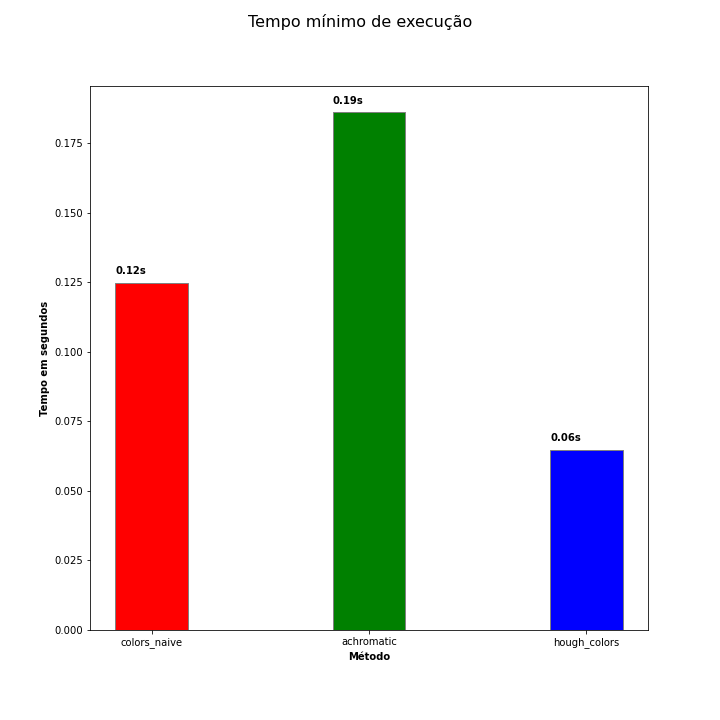 Tempo mínimo de execução
0.19s
0.12s
0.06s
0.175
0.150
0.125
0.100
0.075
0.050
0.025
0.000
Tempo em segundos
colors_naive
achromatic
hough_colors
Método